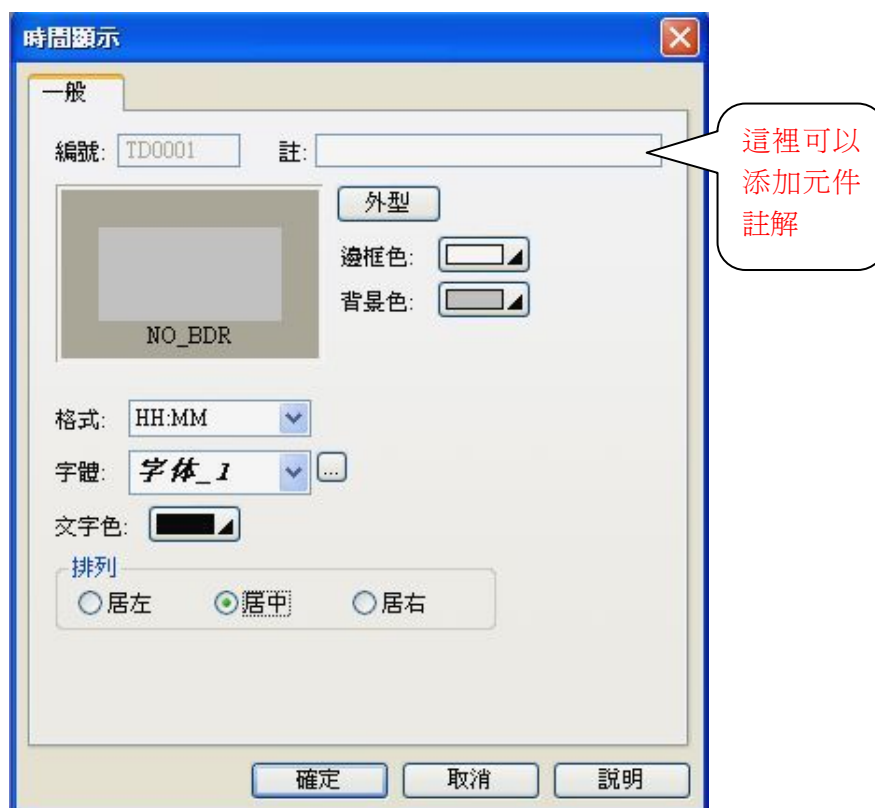 時間顯示
一般
編號: TD0001 註:
這裡可以
添加元件
註解
外型
邊框色:
背景色:
NO_BDR
格式: HH:MM
字體: 字体_1 ...
文字色:
排列
居左 居中 居右
確定 取消 說明